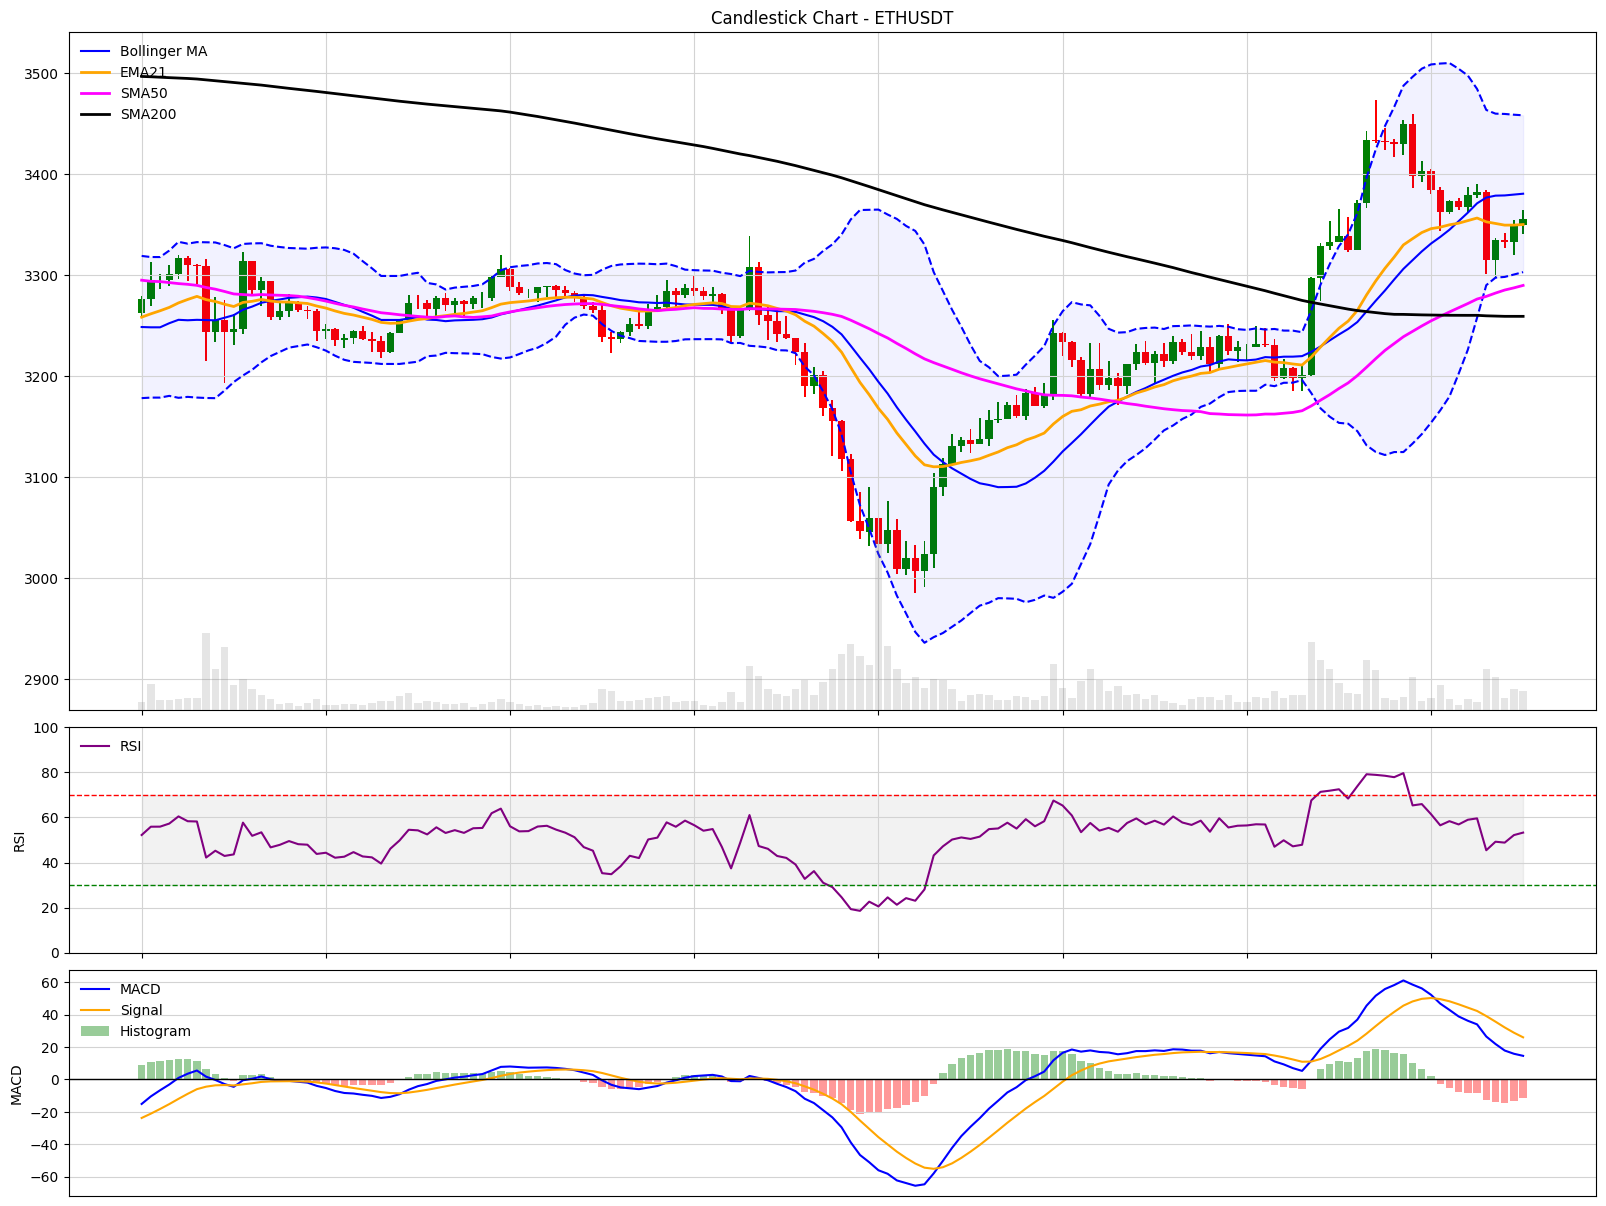 Candlestick Chart - ETHUSDT
Bollinger MA
EMA21
SMA50
SMA200
3500
3400
3300
3200
3100
3000
2900
RSI
RSI
100
80
60
40
20
0
MACD
Signal
Histogram
MACD
60
40
20
0
−20
−40
−60